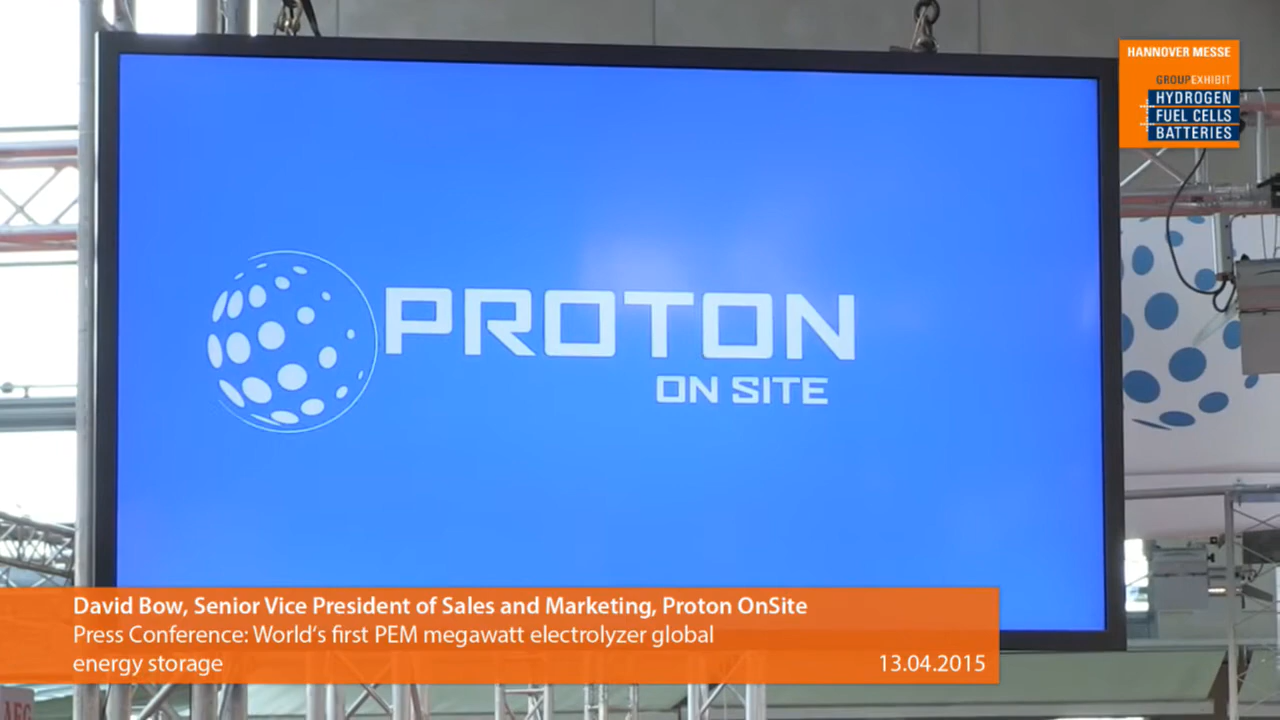 HANNOVER MESSE
GROUPEXHIBIT
HYDROGEN
FUEL CELLS
BATTERIES
PROTON
ON SITE
David Bow, Senior Vice President of Sales and Marketing, Proton OnSite
Press Conference: World‘s first PEM megawatt electrolyzer global
energy storage
13.04.2015
AEG